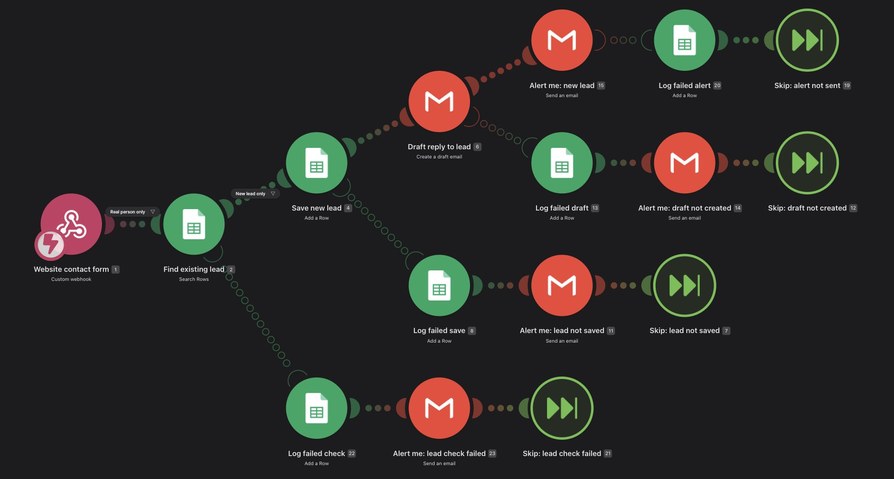 Alert me: new lead 15
Send an email
Log failed alert 20
Add a Row
Skip: alert not sent 19
Draft reply to lead 6
Create a draft email
Real person only
New lead only
Save new lead 4
Add a Row
Log failed draft 13
Add a Row
Alert me: draft not created 14
Send an email
Skip: draft not created 12
Website contact form 1
Custom webhook
Find existing lead 2
Search Rows
Log failed save
Add a Row
Alert me: lead not saved 11
Send an email
Skip: lead not saved 7
Log failed check 22
Add a Row
Alert me: lead check failed 23
Send an email
Skip: lead check failed 21